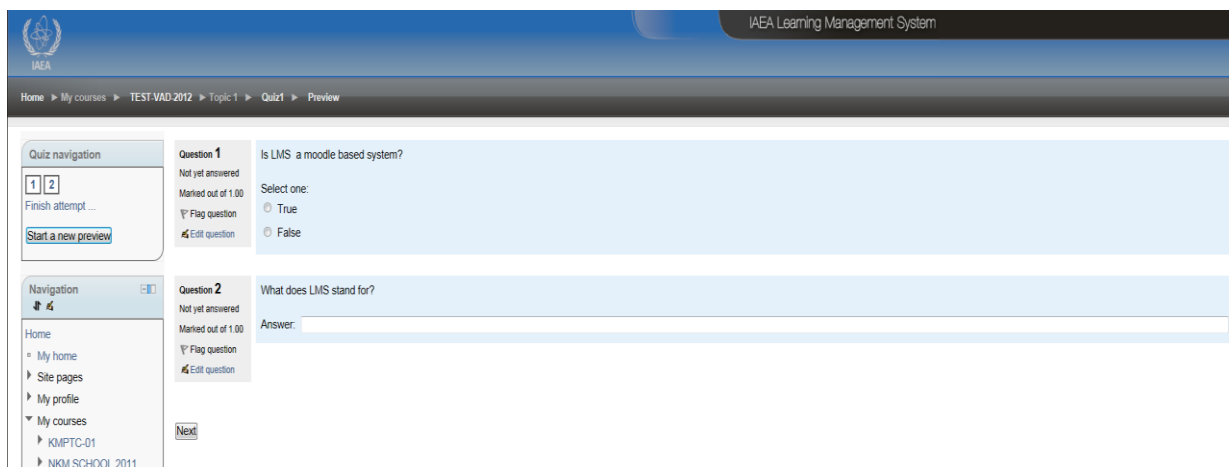 IAEA Learning Management System
IAEA
Home ▶ My courses ▶ TEST-VAD-2012 ▶ Topic 1 ▶ Quiz1 ▶ Preview
Quiz navigation
1 2
Finish attempt ...
Start a new preview
Navigation
Home
My home
Site pages
My profile
My courses
KMPTC-01
NKM SCHOOL 2011
Question 1
Not yet answered
Marked out of 1.00
Flag question
Edit question
Is LMS a moodle based system?
Select one:
True
False
Question 2
Not yet answered
Marked out of 1.00
Flag question
Edit question
What does LMS stand for?
Answer:
Next